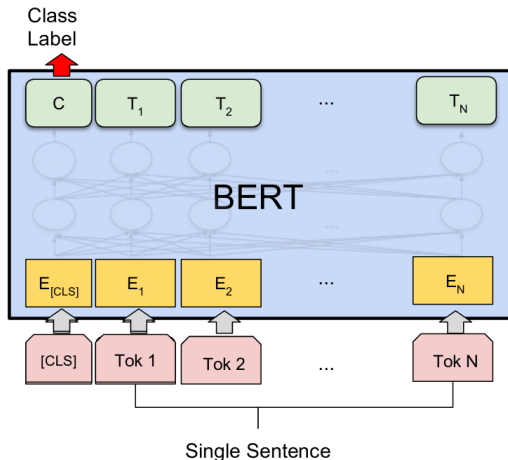 Class
Label
C T1 T2 ... TN
...
BERT
...
E[CLS] E1 E2 EN
[CLS] Tok 1 Tok 2 ... Tok N
Single Sentence